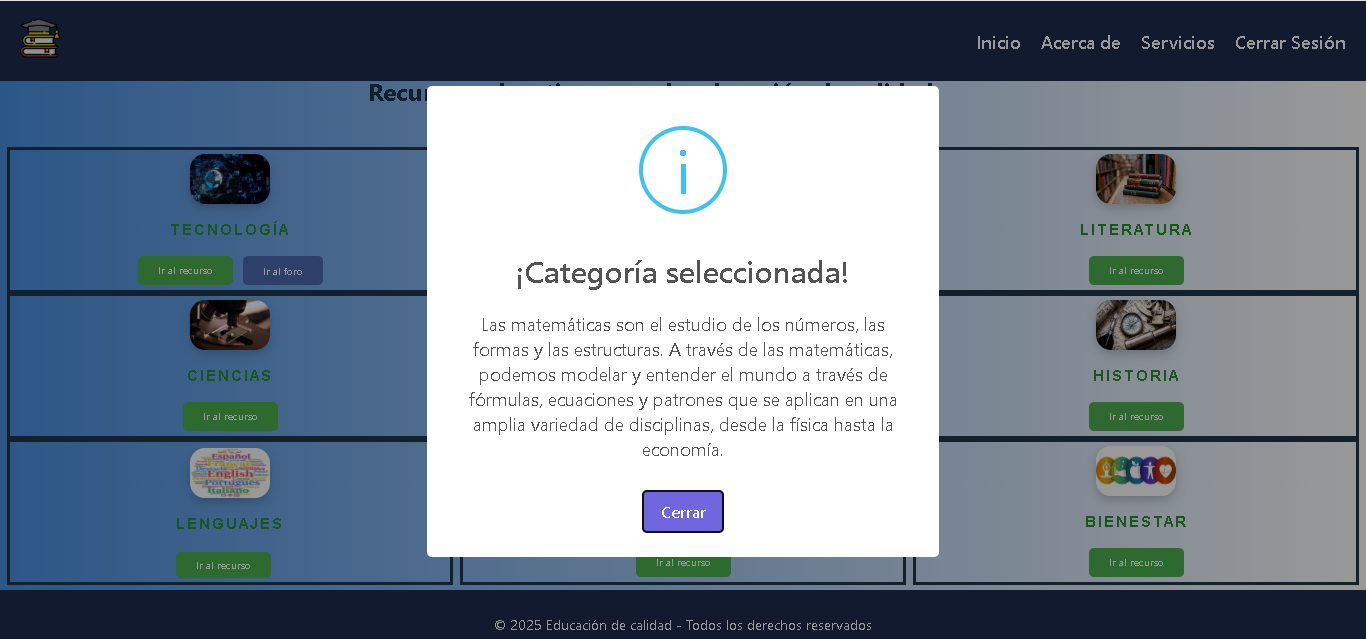 Inicio Acerca de Servicios Cerrar Sesión
i
¡Categoría seleccionada!
Las matemáticas son el estudio de los números, las
formas y las estructuras. A través de las matemáticas,
podemos modelar y entender el mundo a través de
fórmulas, ecuaciones y patrones que se aplican en una
amplia variedad de disciplinas, desde la física hasta la
economía.
Cerrar
TECNOLOGÍA
Ir al recurso Ir al foro
LITERATURA
Ir al recurso
CIENCIAS
Ir al recurso
HISTORIA
Ir al recurso
Español
Français
English
Português
Italiano
LENGUAJES
Ir al recurso
Ir al recurso
BIENESTAR
Ir al recurso
© 2025 Educación de calidad - Todos los derechos reservados